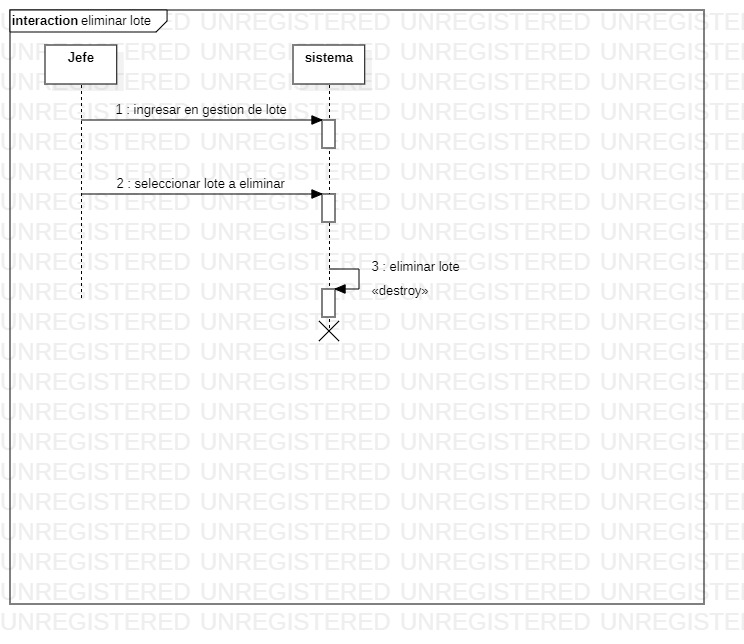 interaction eliminar lote
Jefe
sistema
1 : ingresar en gestion de lote
2 : seleccionar lote a eliminar
3 : eliminar lote
«destroy»
UNREGISTERED